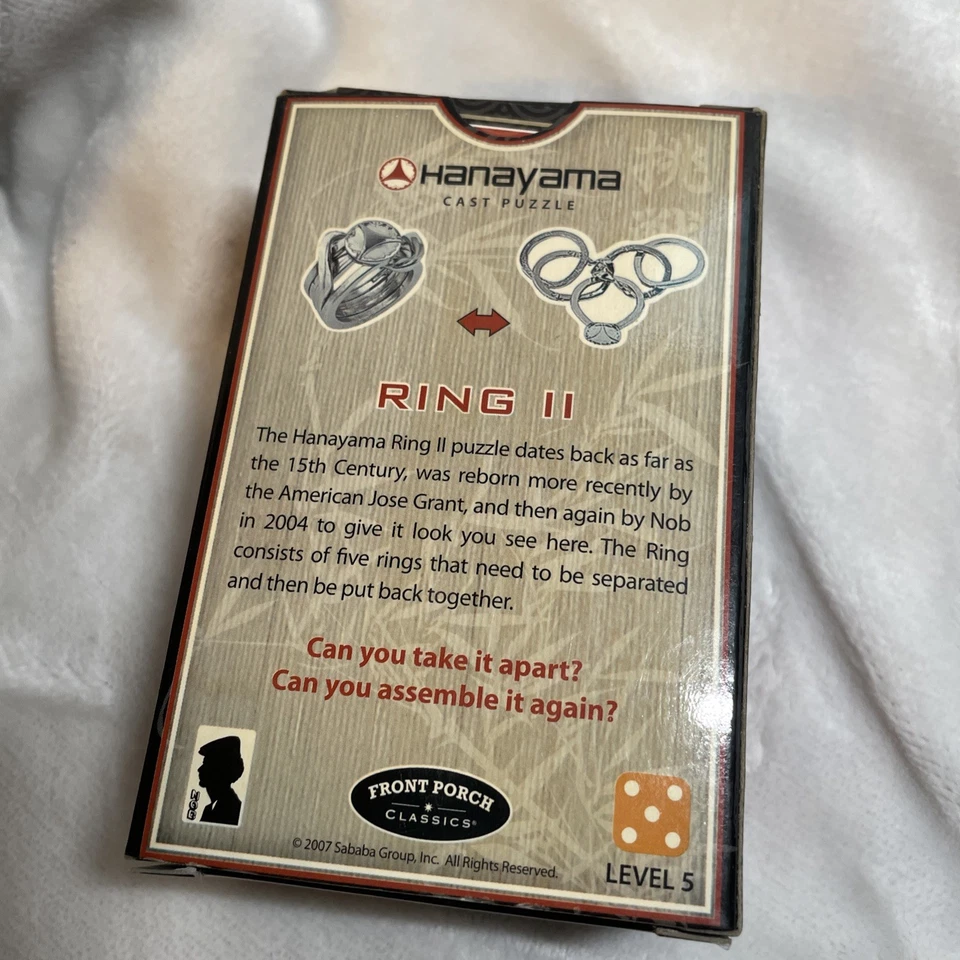 HANAYAMA
CAST PUZZLE
RING II
The Hanayama Ring II puzzle dates back as far as
the 15th Century, was reborn more recently by
the American Jose Grant, and then again by Nob
in 2004 to give it look you see here. The Ring
consists of five rings that need to be separated
and then be put back together.
Can you take it apart?
Can you assemble it again?
NOB
FRONT PORCH
CLASSICS®
© 2007 Sababa Group, Inc. All Rights Reserved.
LEVEL 5